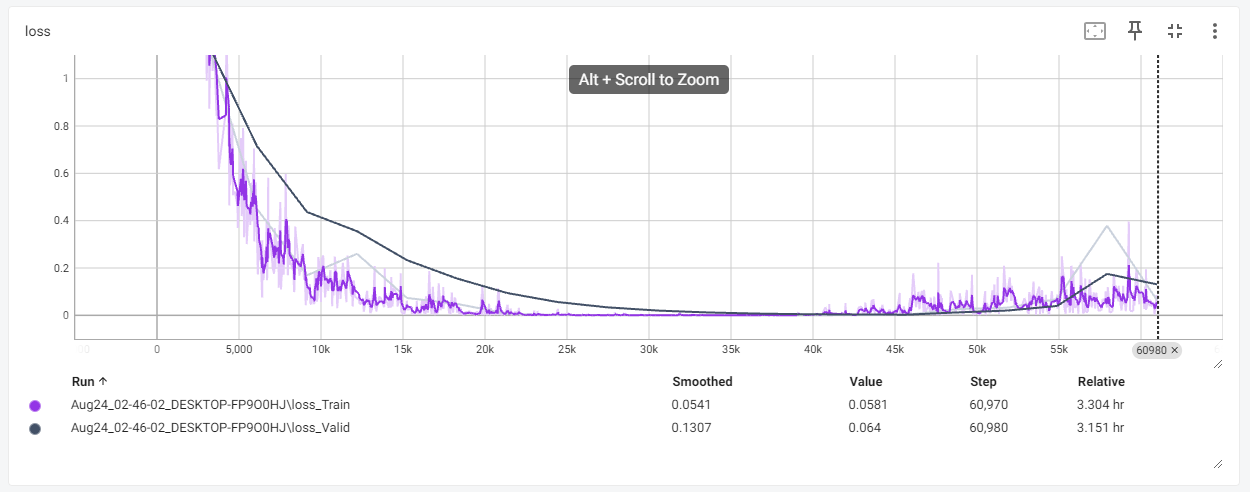 loss
Alt + Scroll to Zoom
1
0.8
0.6
0.4
0.2
0
0 5,000 10k 15k 20k 25k 30k 35k 40k 45k 50k 55k 60980 ✕
Run ↑ Smoothed Value Step Relative
Aug24_02-46-02_DESKTOP-FP9O0HJ\loss_Train 0.0541 0.0581 60,970 3.304 hr
Aug24_02-46-02_DESKTOP-FP9O0HJ\loss_Valid 0.1307 0.064 60,980 3.151 hr